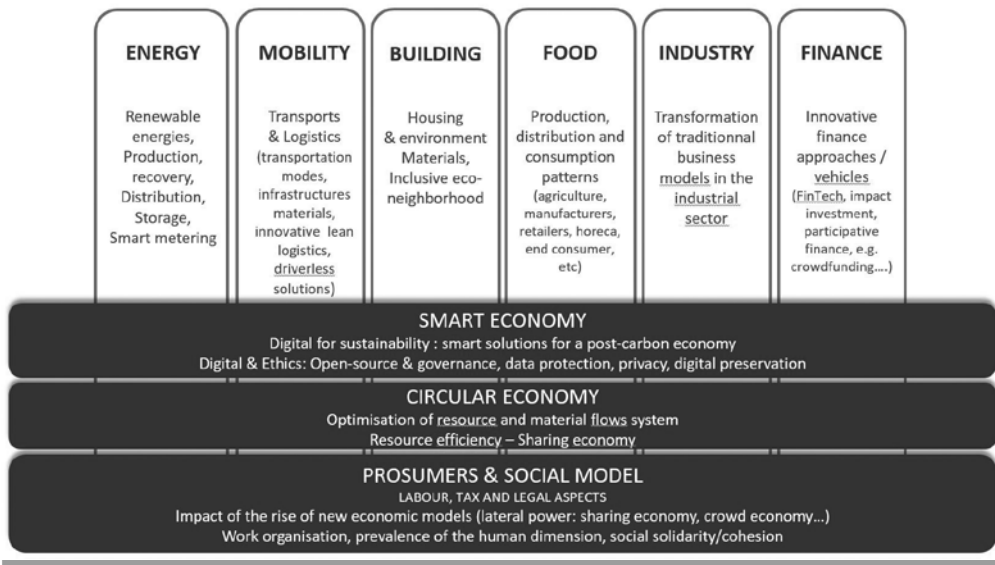 ENERGY
Renewable
energies,
Production,
recovery,
Distribution,
Storage,
Smart metering
MOBILITY
Transports
& Logistics
(transportation
modes,
infrastructures
materials,
innovative lean
logistics,
driverless
solutions)
BUILDING
Housing
& environment
Materials,
Inclusive eco-
neighborhood
FOOD
Production,
distribution and
consumption
patterns
(agriculture,
manufacturers,
retailers, horeca,
end consumer,
etc)
INDUSTRY
Transformation
of traditionnal
business
models in the
industrial
sector
FINANCE
Innovative
finance
approaches /
vehicles
(FinTech, impact
investment,
participative
finance, e.g.
crowdfunding....)
SMART ECONOMY
Digital for sustainability : smart solutions for a post-carbon economy
Digital & Ethics: Open-source & governance, data protection, privacy, digital preservation
CIRCULAR ECONOMY
Optimisation of resource and material flows system
Resource efficiency – Sharing economy
PROSUMERS & SOCIAL MODEL
LABOUR, TAX AND LEGAL ASPECTS
Impact of the rise of new economic models (lateral power: sharing economy, crowd economy...)
Work organisation, prevalence of the human dimension, social solidarity/cohesion